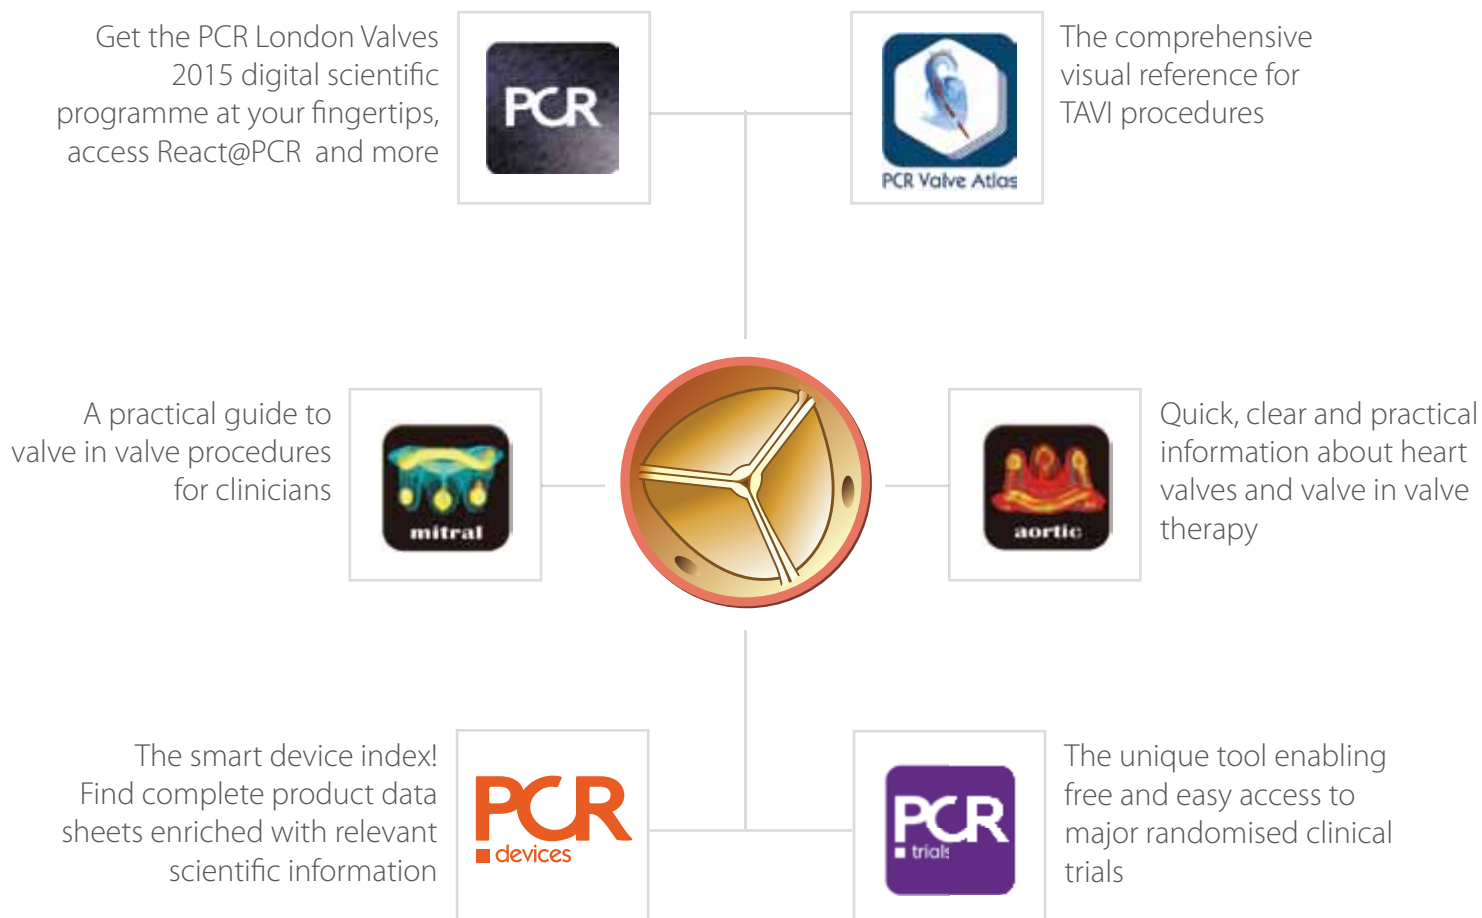 Get the PCR London Valves
2015 digital scientific
programme at your fingertips,
access React@PCR and more
PCR
PCR Valve Atlas
The comprehensive
visual reference for
TAVI procedures
A practical guide to
valve in valve procedures
for clinicians
mitral
aortic
Quick, clear and practical
information about heart
valves and valve in valve
therapy
The smart device index!
Find complete product data
sheets enriched with relevant
scientific information
PCR
devices
PCR
trials
The unique tool enabling
free and easy access to
major randomised clinical
trials